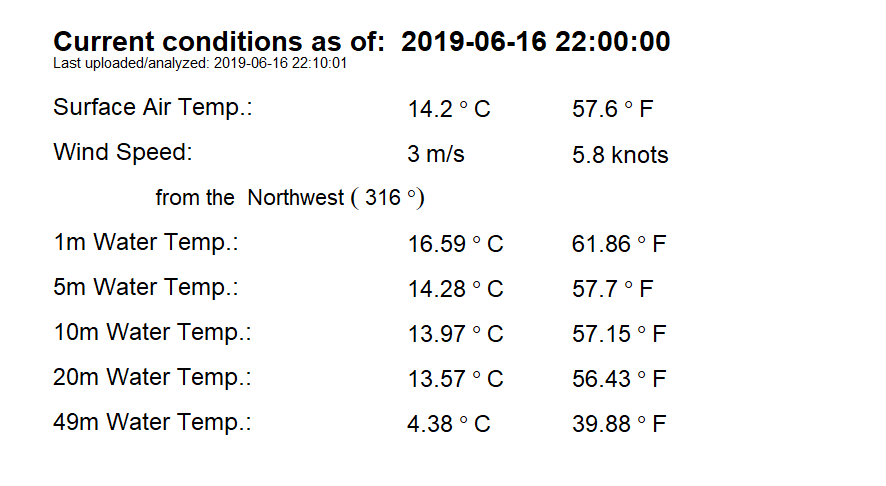 Current conditions as of: 2019-06-16 22:00:00
Last uploaded/analyzed: 2019-06-16 22:10:01
Surface Air Temp.: 14.2 ° C 57.6 ° F
Wind Speed: 3 m/s 5.8 knots
from the Northwest ( 316 °)
1m Water Temp.: 16.59 ° C 61.86 ° F
5m Water Temp.: 14.28 ° C 57.7 ° F
10m Water Temp.: 13.97 ° C 57.15 ° F
20m Water Temp.: 13.57 ° C 56.43 ° F
49m Water Temp.: 4.38 ° C 39.88 ° F